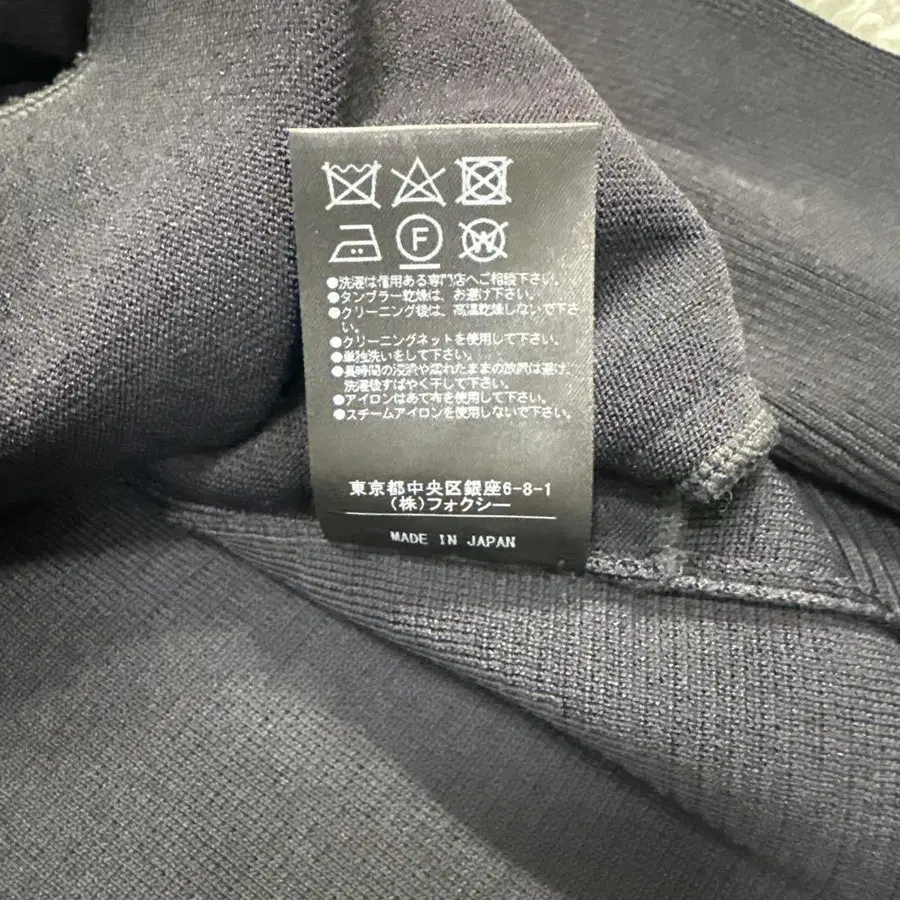 F W
●洗濯は信用ある専門店へご相談下さい。
●タンブラー乾燥は、お避け下さい。
●クリーニング後は、高温乾燥しないで下さ
い。
●クリーニングネットを使用して下さい。
●単独洗いをして下さい。
●長時間の浸漬や濡れたままの放置は避け、
洗濯後すばやく干して下さい。
●アイロンはあて布を使用して下さい。
●スチームアイロンを使用しないで下さい。
東京都中央区銀座6-8-1
(株)フォクシー
MADE IN JAPAN